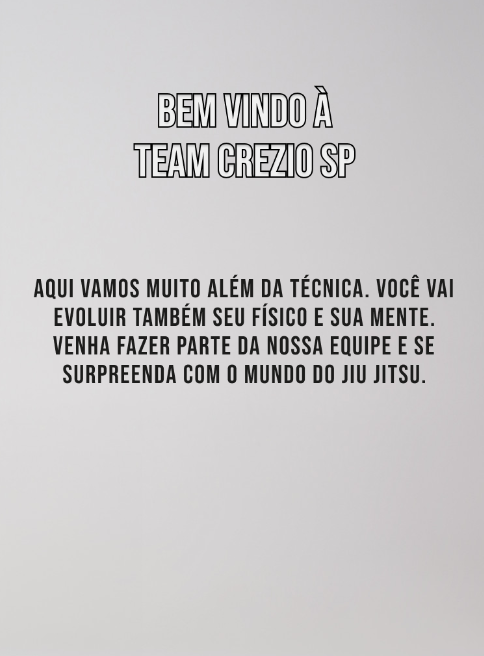 BEM VINDO À
TEAM CREZIO SP
AQUI VAMOS MUITO ALÉM DA TÉCNICA. VOCÊ VAI
EVOLUIR TAMBÉM SEU FÍSICO E SUA MENTE.
VENHA FAZER PARTE DA NOSSA EQUIPE E SE
SURPREENDA COM O MUNDO DO JIU JITSU.